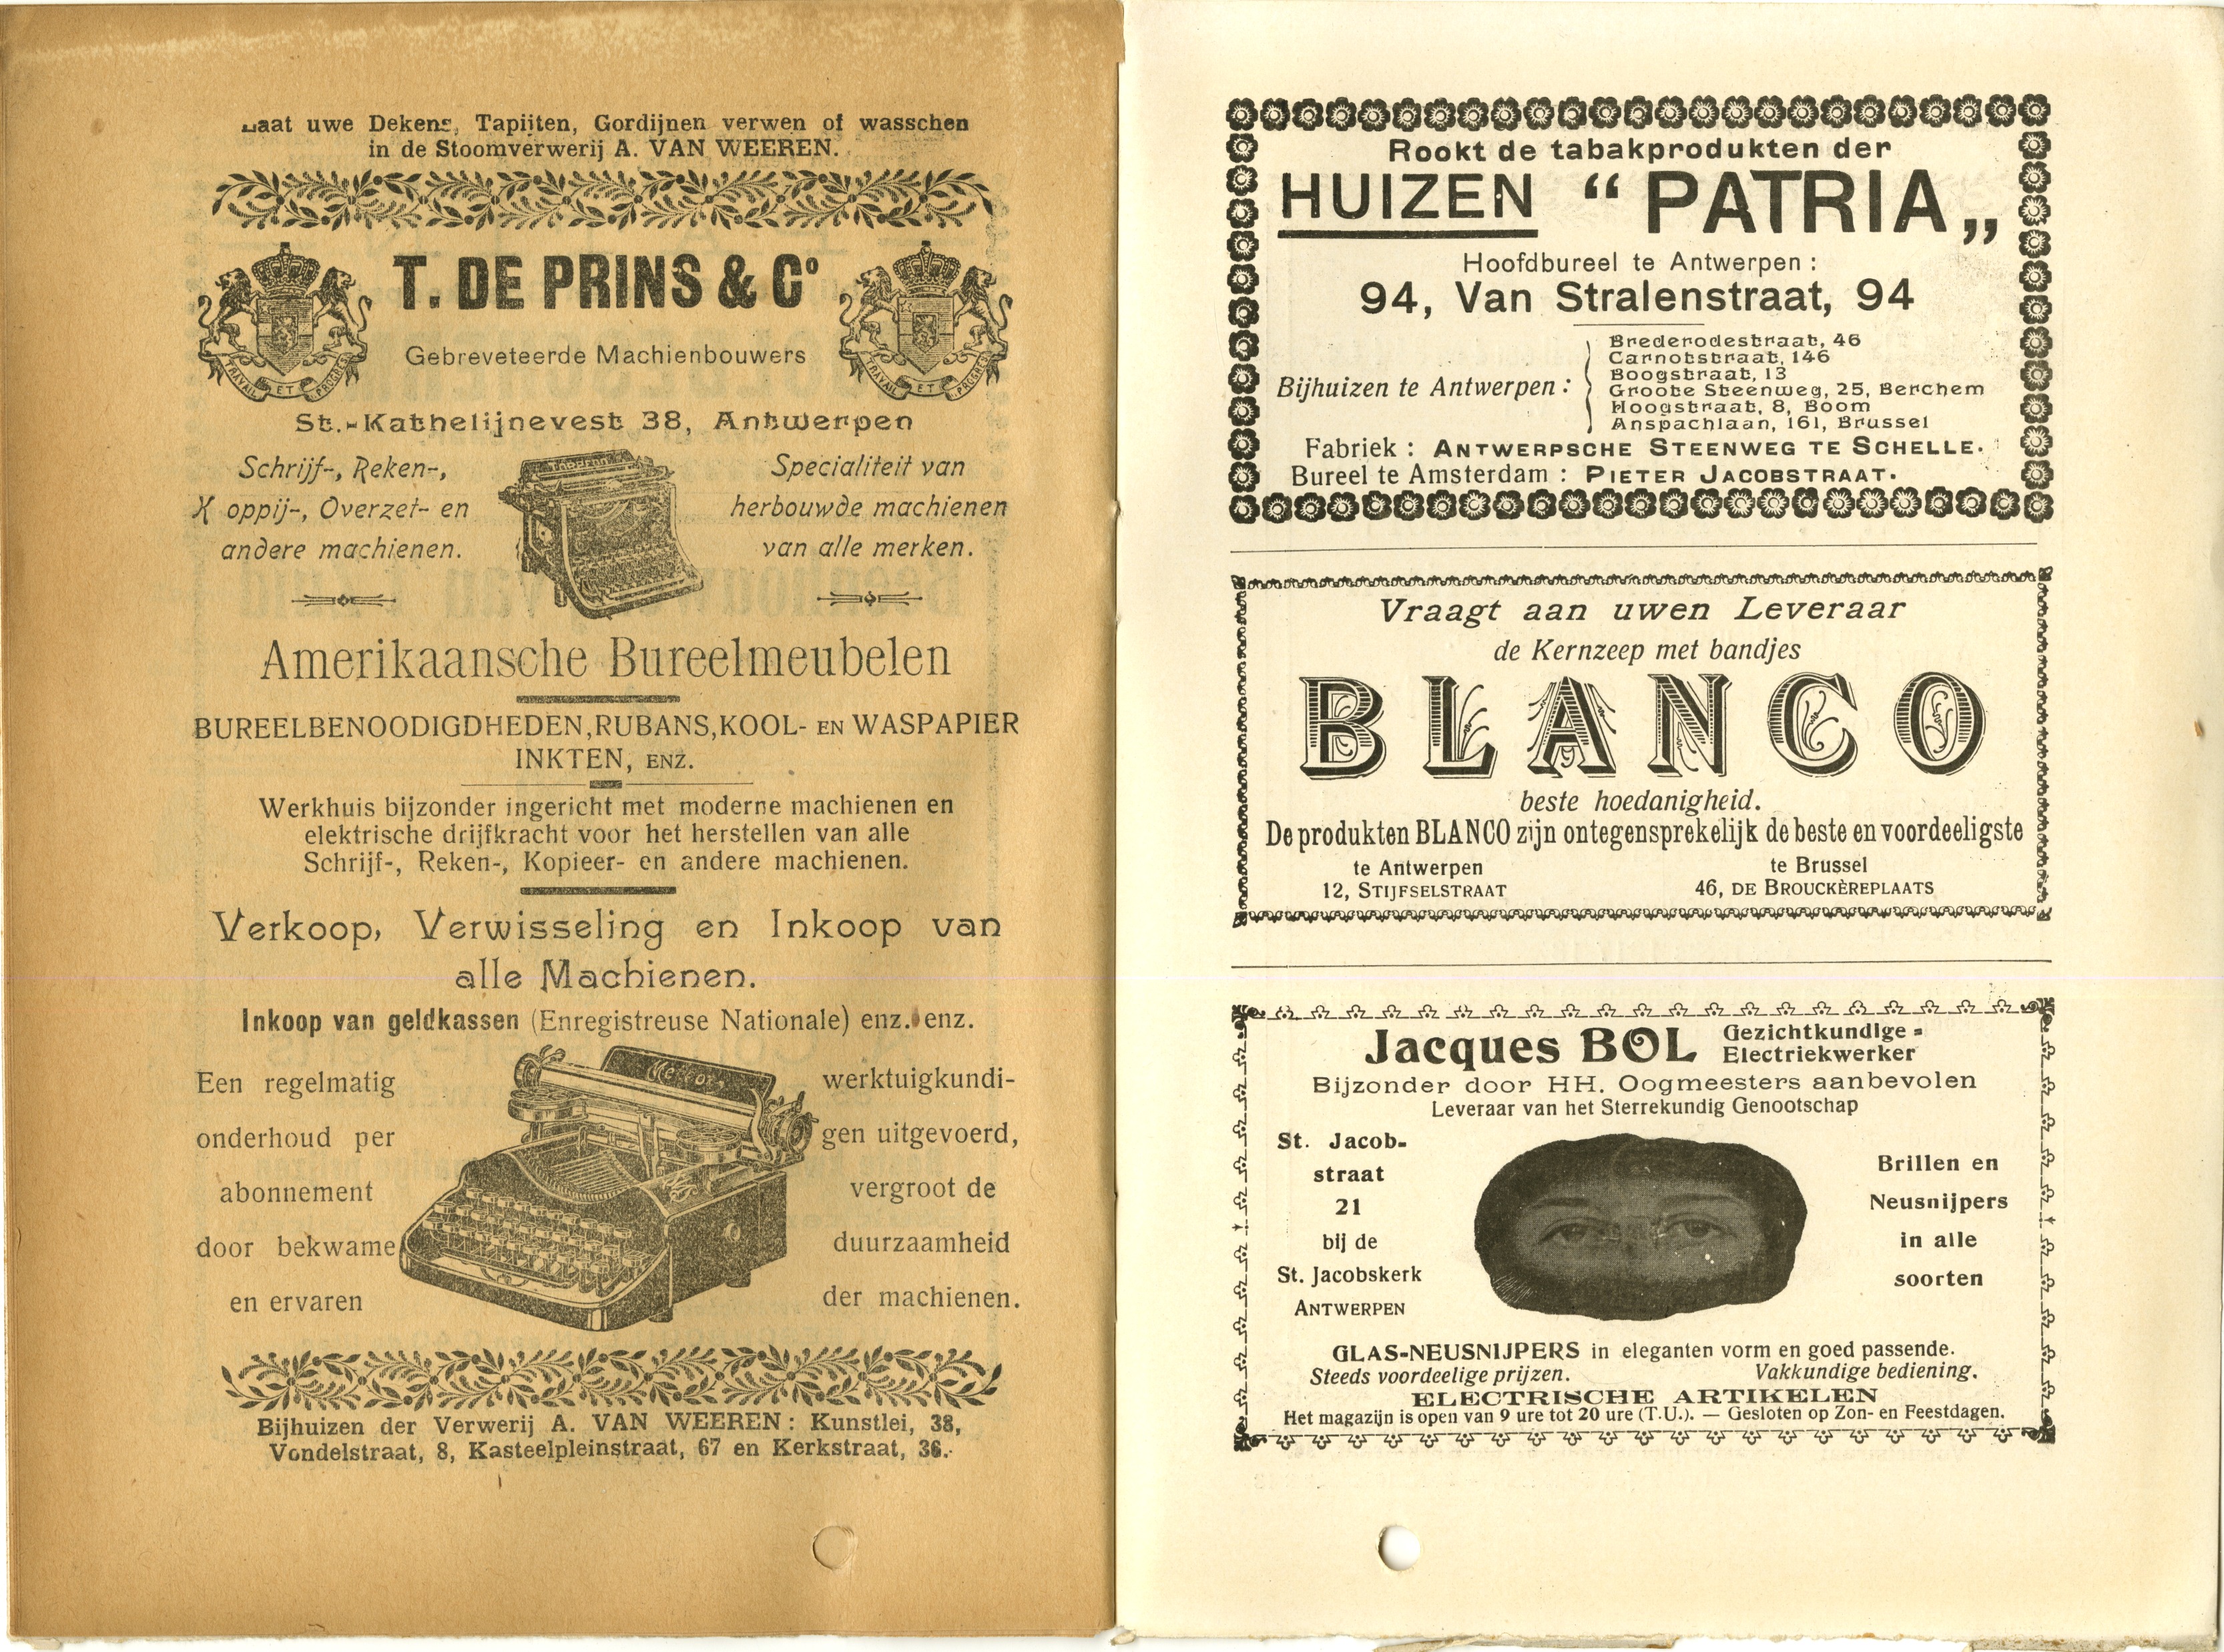 Laat uwe Dekens, Tapijten, Gordijnen verwen of wasschen
in de Stoomverwerij A. VAN WEEREN.
T. DE PRINS & Cº
Gebreveteerde Machienbouwers
TRAVAIL ET PROGRES
TRAVAIL ET PROGRES
St.-Kathelijnevest 38, Antwerpen
Schrijf-, Reken-,
Koppij-, Overzet- en
andere machienen.
Specialiteit van
herbouwde machienen
van alle merken.
Amerikaansche Bureelmeubelen
BUREELBENOODIGDHEDEN, RUBANS, KOOL- EN WASPAPIER
INKTEN, ENZ.
Werkhuis bijzonder ingericht met moderne machienen en
elektrische drijfkracht voor het herstellen van alle
Schrijf-, Reken-, Kopieer- en andere machienen.
Verkoop, Verwisseling en Inkoop van
alle Machienen.
Inkoop van geldkassen (Enregistreuse Nationale) enz. enz.
Een regelmatig
onderhoud per
abonnement
door bekwame
en ervaren
werktuigkundi-
gen uitgevoerd,
vergroot de
duurzaamheid
der machienen.
Bijhuizen der Verwerij A. VAN WEEREN: Kunstlei, 38,
Vondelstraat, 8, Kasteelpleinstraat, 67 en Kerkstraat, 36.
Rookt de tabakprodukten der
HUIZEN “PATRIA„
Hoofdbureel te Antwerpen:
94, Van Stralenstraat, 94
Bijhuizen te Antwerpen:
Brederodestraat, 46
Carnotstraat, 146
Boogstraat, 13
Groote Steenweg, 25, Berchem
Hoogstraat, 8, Boom
Anspachlaan, 161, Brussel
Fabriek: ANTWERPSCHE STEENWEG TE SCHELLE.
Bureel te Amsterdam: PIETER JACOBSTRAAT.
Vraagt aan uwen Leveraar
de Kernzeep met bandjes
BLANCO
beste hoedanigheid.
De produkten BLANCO zijn ontegensprekelijk de beste en voordeeligste
te Antwerpen
12, STIJFSELSTRAAT
te Brussel
46, DE BROUCKÈREPLAATS
Jacques BOL
Gezichtkundige-
Electriekwerker
Bijzonder door HH. Oogmeesters aanbevolen
Leveraar van het Sterrekundig Genootschap
St. Jacob-
straat
21
bij de
St. Jacobskerk
ANTWERPEN
Brillen en
Neusnijpers
in alle
soorten
GLAS-NEUSNIJPERS in eleganten vorm en goed passende.
Steeds voordeelige prijzen. Vakkundige bediening.
ELECTRISCHE ARTIKELEN
Het magazijn is open van 9 ure tot 20 ure (T.U.). — Gesloten op Zon- en Feestdagen.